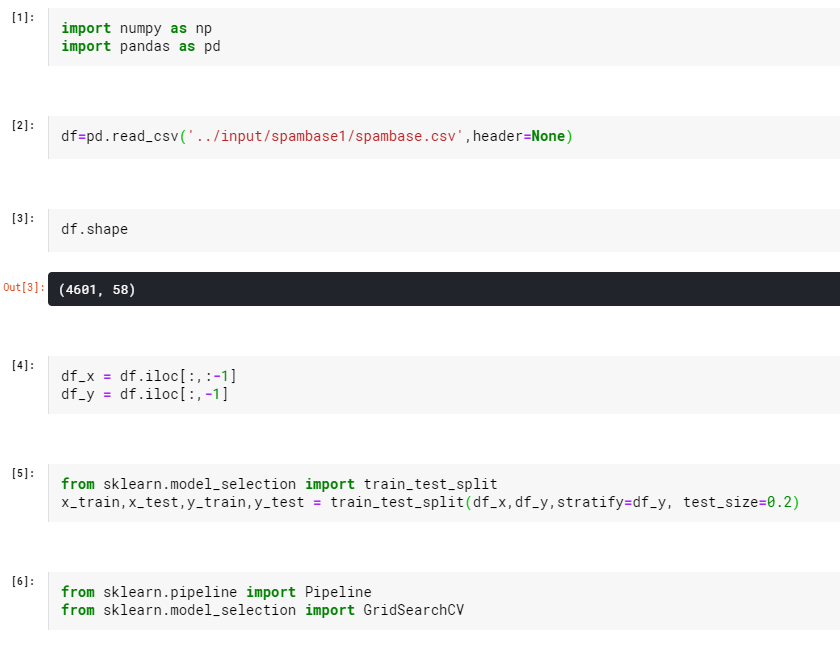 [1]:
import numpy as np
import pandas as pd
[2]:
df=pd.read_csv('../input/spambase1/spambase.csv',header=None)
[3]:
df.shape
Out[3]:
(4601, 58)
[4]:
df_x = df.iloc[:,:-1]
df_y = df.iloc[:,-1]
[5]:
from sklearn.model_selection import train_test_split
x_train,x_test,y_train,y_test = train_test_split(df_x,df_y,stratify=df_y, test_size=0.2)
[6]:
from sklearn.pipeline import Pipeline
from sklearn.model_selection import GridSearchCV